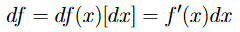 df = df(x)[dx] = f′(x)dx